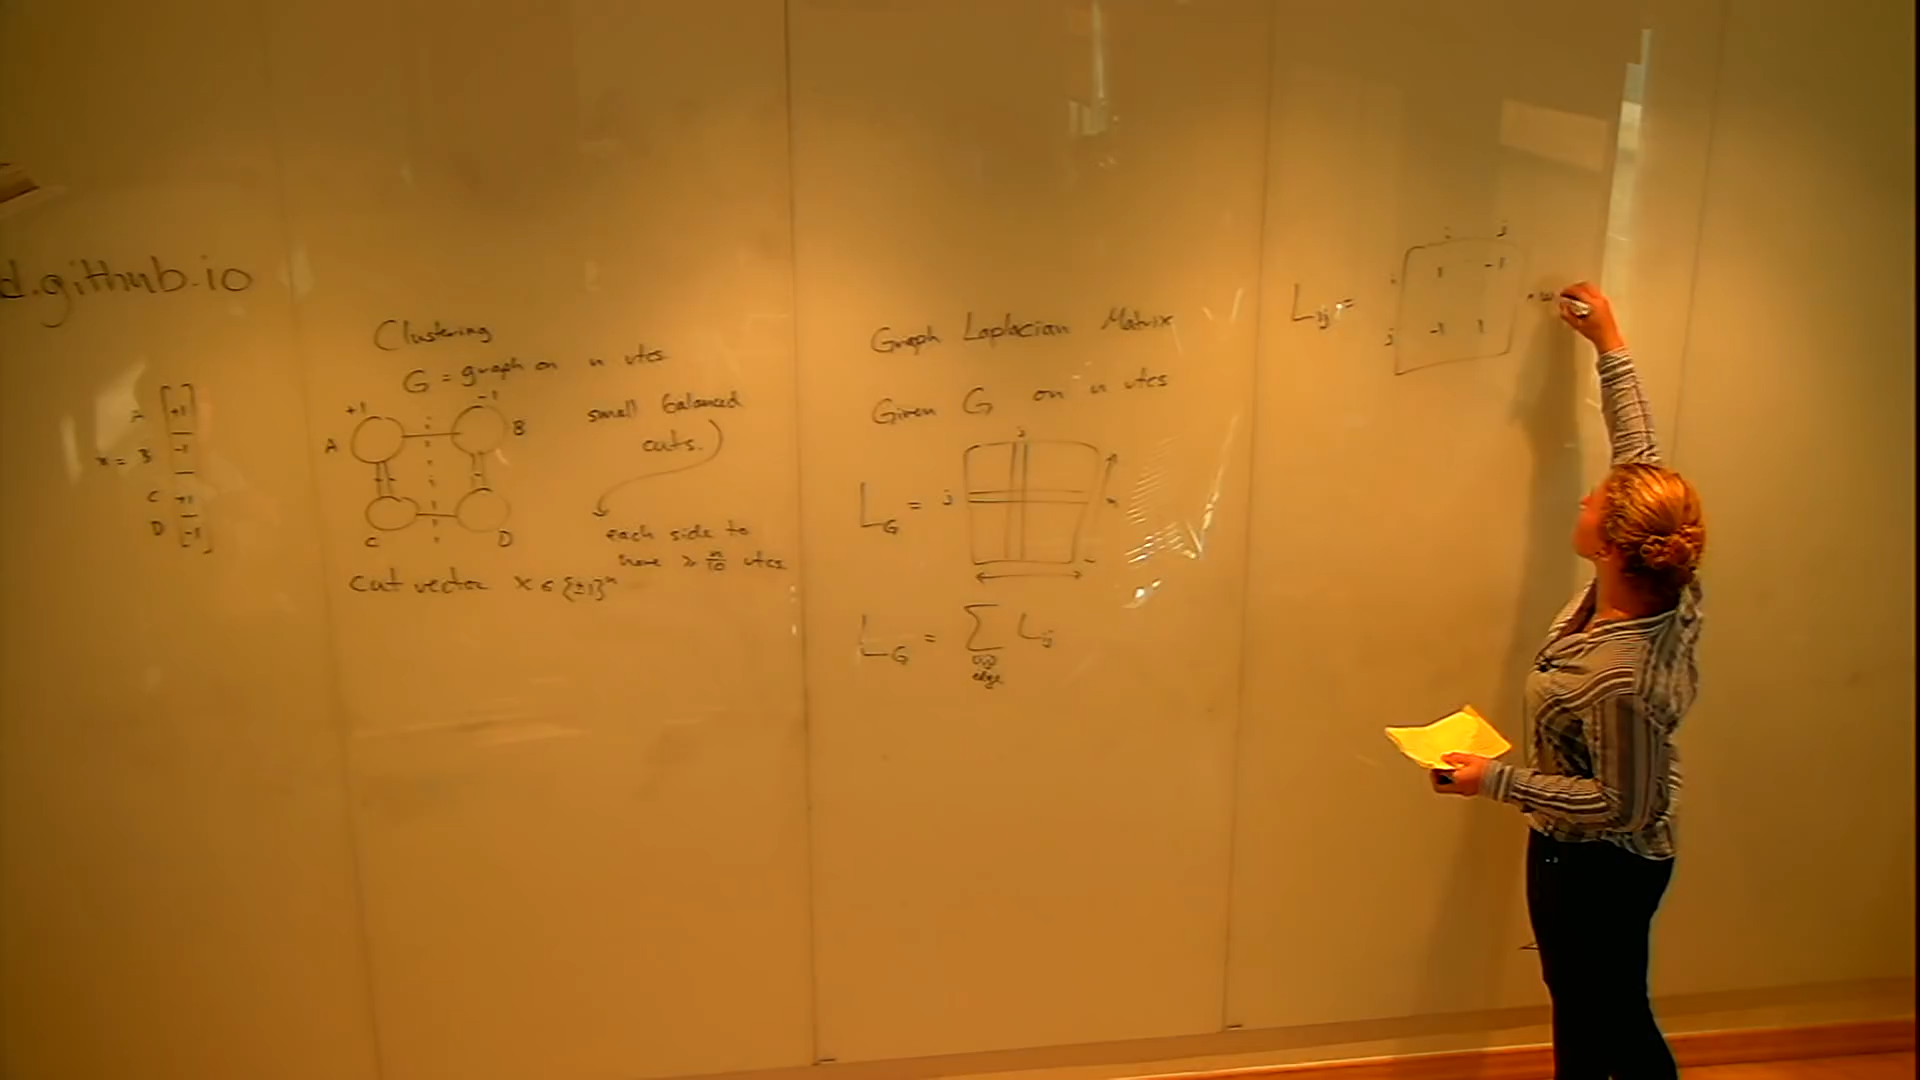 d.github.io
A [+1]
x = B -1
C +1
D [-1]
Clustering
G = graph on n vtcs
+1 -1
A B
C D
small balanced
cuts.
each side to
have ≥ n/10 vtcs
cut vector x ∈ {±1}^n
Graph Laplacian Matrix
Given G on n vtcs
j
L_G = j
n
L_G = Σ L_ij
edge
i j
L_ij = i 1 -1 · w
j -1 1